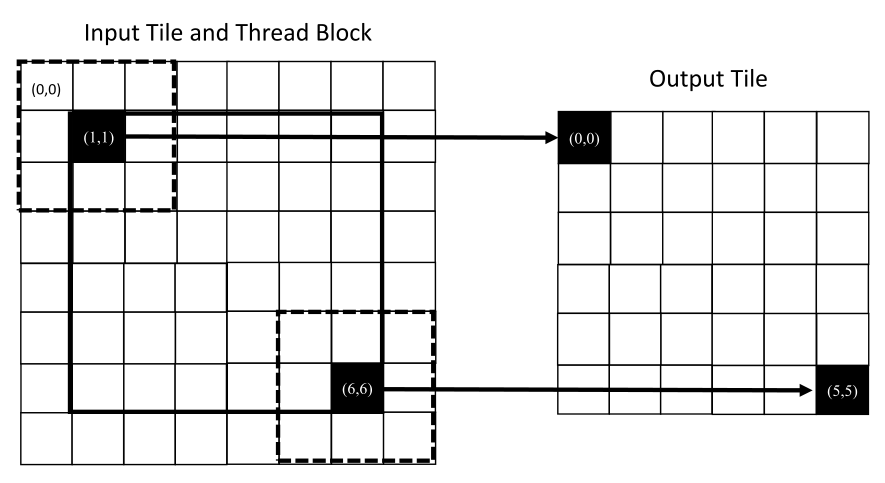 Input Tile and Thread Block
Output Tile
(0,0)
(1,1)
(0,0)
(6,6)
(5,5)